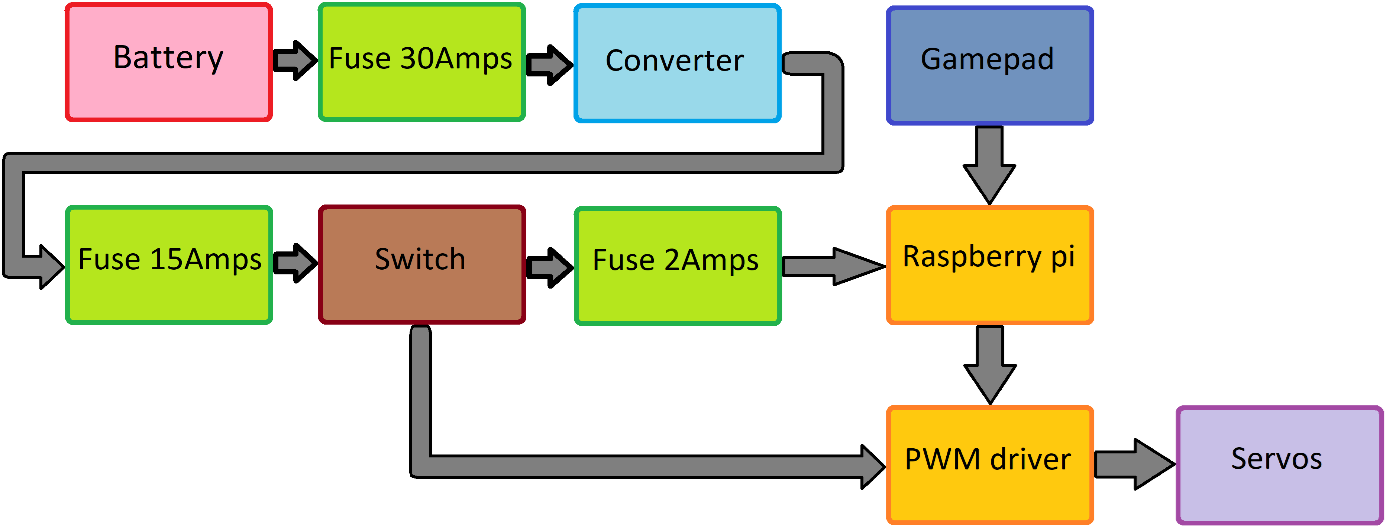 Battery
Fuse 30Amps
Converter
Gamepad
Fuse 15Amps
Switch
Fuse 2Amps
Raspberry pi
PWM driver
Servos